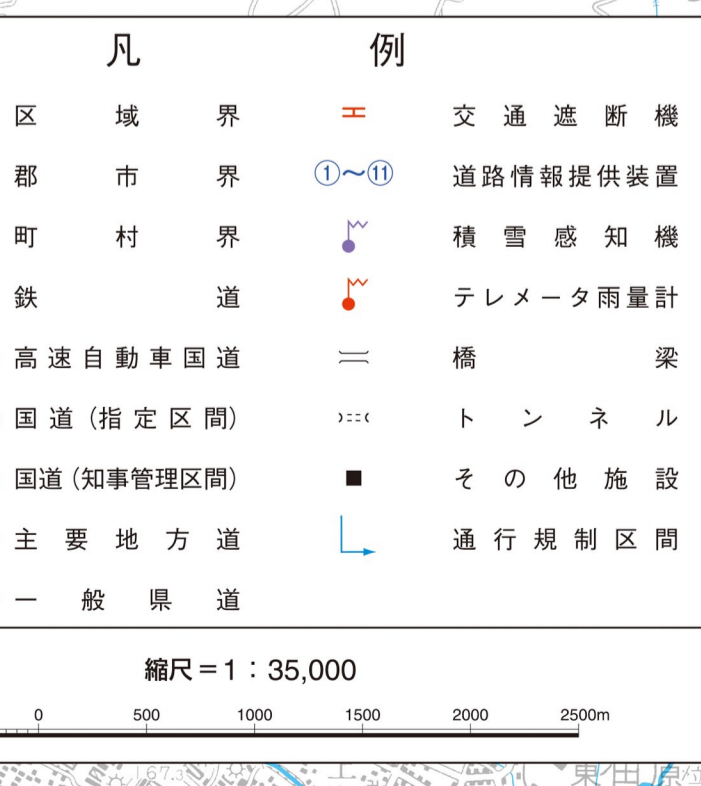 凡例
区域界 交通遮断機
郡市界 ①～⑪ 道路情報提供装置
町村界 積雪感知機
鉄道 テレメータ雨量計
高速自動車国道 橋梁
国道（指定区間） トンネル
国道（知事管理区間） その他施設
主要地方道 通行規制区間
一般県道
縮尺＝1：35,000
0 500 1000 1500 2000 2500m
67.3